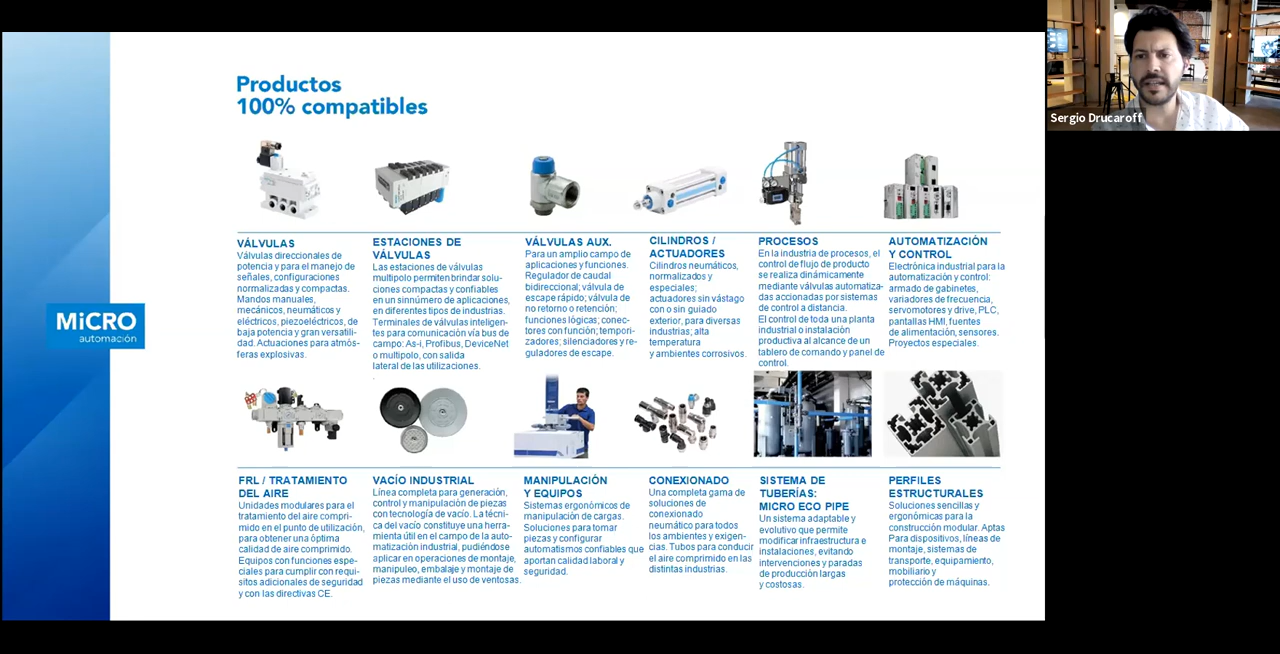 Productos
100% compatibles
Sergio Drucaroff
MiCRO
automación
VÁLVULAS
Válvulas direccionales de
potencia y para el manejo de
señales, configuraciones
normalizadas y compactas.
Mandos manuales,
mecánicos, neumáticos y
eléctricos, piezoeléctricos, de
baja potencia y gran versatili-
dad. Actuaciones para atmós-
feras explosivas.
ESTACIONES DE
VÁLVULAS
Las estaciones de válvulas
multipolo permiten brindar solu-
ciones compactas y confiables
en un sinnúmero de aplicaciones,
en diferentes tipos de industrias.
Terminales de válvulas inteligen-
tes para comunicación vía bus de
campo: As-i, Profibus, DeviceNet
o multipolo, con salida
lateral de las utilizaciones.
.
VÁLVULAS AUX.
Para un amplio campo de
aplicaciones y funciones.
Regulador de caudal
bidireccional; válvula de
escape rápido; válvula de
no retorno o retención;
funciones lógicas; conec-
tores con función; tempori-
zadores; silenciadores y re-
guladores de escape.
CILINDROS /
ACTUADORES
Cilindros neumáticos,
normalizados y
especiales;
actuadores sin vástago
con o sin guiado
exterior, para diversas
industrias; alta
temperatura
y ambientes corrosivos.
PROCESOS
En la industria de procesos, el
control de flujo de producto
se realiza dinámicamente
mediante válvulas automatiza-
das accionadas por sistemas
de control a distancia.
El control de toda una planta
industrial o instalación
productiva al alcance de un
tablero de comando y panel de
control.
AUTOMATIZACIÓN
Y CONTROL
Electrónica industrial para la
automatización y control:
armado de gabinetes,
variadores de frecuencia,
servomotores y drive, PLC,
pantallas HMI, fuentes
de alimentación, sensores.
Proyectos especiales.
FRL / TRATAMIENTO
DEL AIRE
Unidades modulares para el
tratamiento del aire compri-
mido en el punto de utilización,
para obtener una óptima
calidad de aire comprimido.
Equipos con funciones espe-
ciales para cumplir con requi-
sitos adicionales de seguridad
y con las directivas CE.
VACÍO INDUSTRIAL
Línea completa para generación,
control y manipulación de piezas
con tecnología de vacío. La técni-
ca del vacío constituye una herra-
mienta útil en el campo de la auto-
matización industrial, pudiéndose
aplicar en operaciones de montaje,
manipuleo, embalaje y montaje de
piezas mediante el uso de ventosas.
MANIPULACIÓN
Y EQUIPOS
Sistemas ergonómicos de
manipulación de cargas.
Soluciones para tomar
piezas y configurar
automatismos confiables que
aportan calidad laboral y
seguridad.
CONEXIONADO
Una completa gama de
soluciones de
conexionado
neumático para todos
los ambientes y exigen-
cias. Tubos para conducir
el aire comprimido en las
distintas industrias.
SISTEMA DE
TUBERÍAS:
MICRO ECO PIPE
Un sistema adaptable y
evolutivo que permite
modificar infraestructura e
instalaciones, evitando
intervenciones y paradas
de producción largas
y costosas.
PERFILES
ESTRUCTURALES
Soluciones sencillas y
ergonómicas para la
construcción modular. Aptas
Para dispositivos, líneas de
montaje, sistemas de
transporte, equipamiento,
mobiliario y
protección de máquinas.